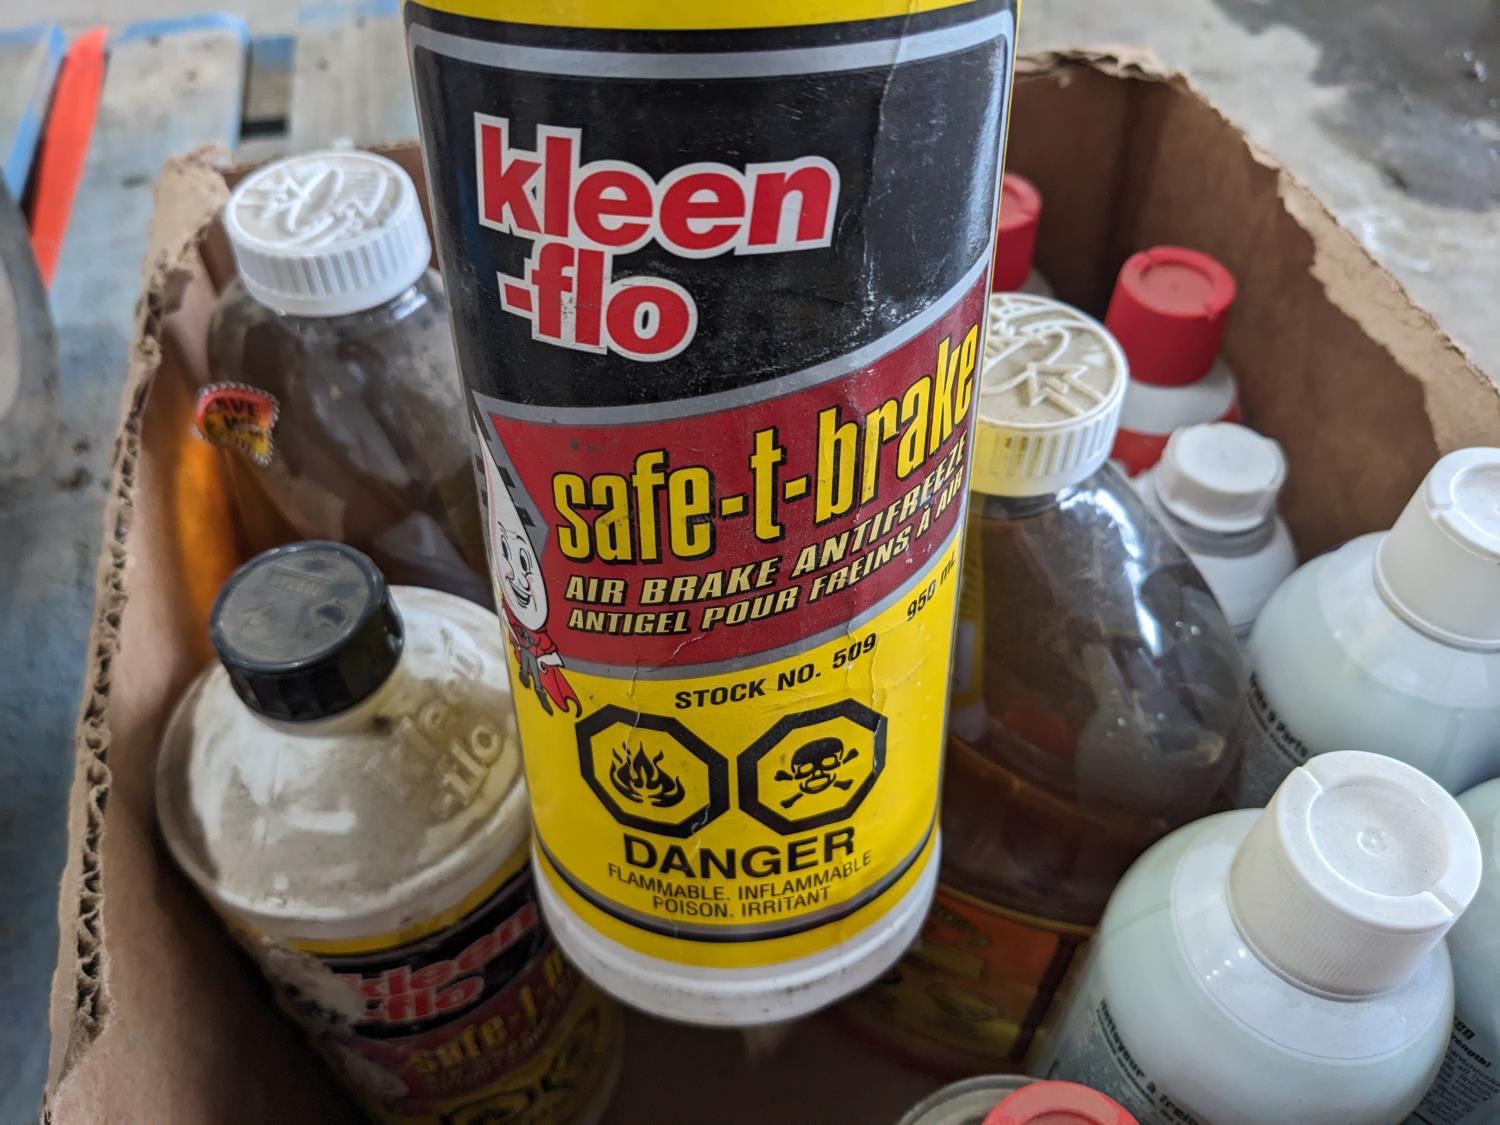 kleen
-flo
safe-t-brake
AIR BRAKE ANTIFREEZE
ANTIGEL POUR FREINS À AIR
950 mL
STOCK NO. 509
DANGER
FLAMMABLE. INFLAMMABLE
POISON. IRRITANT
kleen
-flo
kleen
-flo
safe-t-